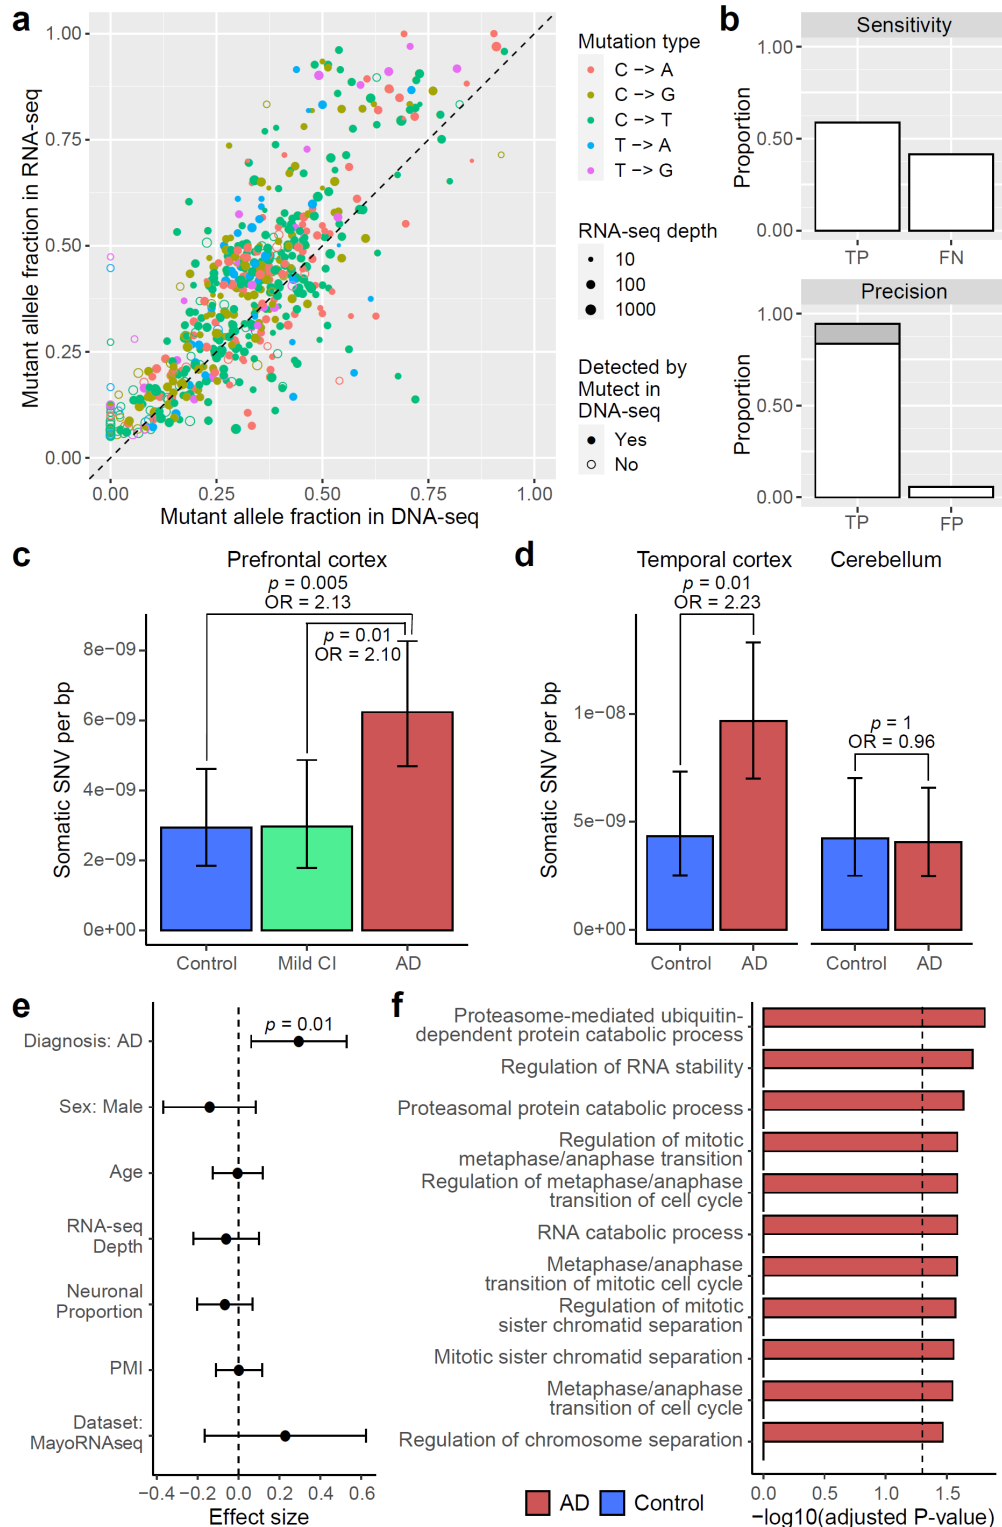 a
1.00
0.75
0.50
0.25
0.00
Mutant allele fraction in RNA-seq
0.00 0.25 0.50 0.75 1.00
Mutant allele fraction in DNA-seq
Mutation type
C −> A
C −> G
C −> T
T −> A
T −> G
RNA-seq depth
10
100
1000
Detected by
Mutect in
DNA-seq
Yes
No
b
Sensitivity
1.00
0.50
0.00
Proportion
TP FN
Precision
1.00
0.50
0.00
Proportion
TP FP
c
Prefrontal cortex
p = 0.005
OR = 2.13
p = 0.01
OR = 2.10
8e−09
6e−09
4e−09
2e−09
0e+00
Somatic SNV per bp
Control Mild CI AD
d
Temporal cortex Cerebellum
p = 0.01
OR = 2.23
p = 1
OR = 0.96
1e−08
5e−09
0e+00
Somatic SNV per bp
Control AD Control AD
e
p = 0.01
Diagnosis: AD
Sex: Male
Age
RNA-seq
Depth
Neuronal
Proportion
PMI
Dataset:
MayoRNAseq
−0.4 −0.2 0.0 0.2 0.4 0.6
Effect size
f
Proteasome-mediated ubiquitin-
dependent protein catabolic process
Regulation of RNA stability
Proteasomal protein catabolic process
Regulation of mitotic
metaphase/anaphase transition
Regulation of metaphase/anaphase
transition of cell cycle
RNA catabolic process
Metaphase/anaphase
transition of mitotic cell cycle
Regulation of mitotic
sister chromatid separation
Mitotic sister chromatid separation
Metaphase/anaphase
transition of cell cycle
Regulation of chromosome separation
0.0 0.5 1.0 1.5
−log10(adjusted P-value)
AD Control